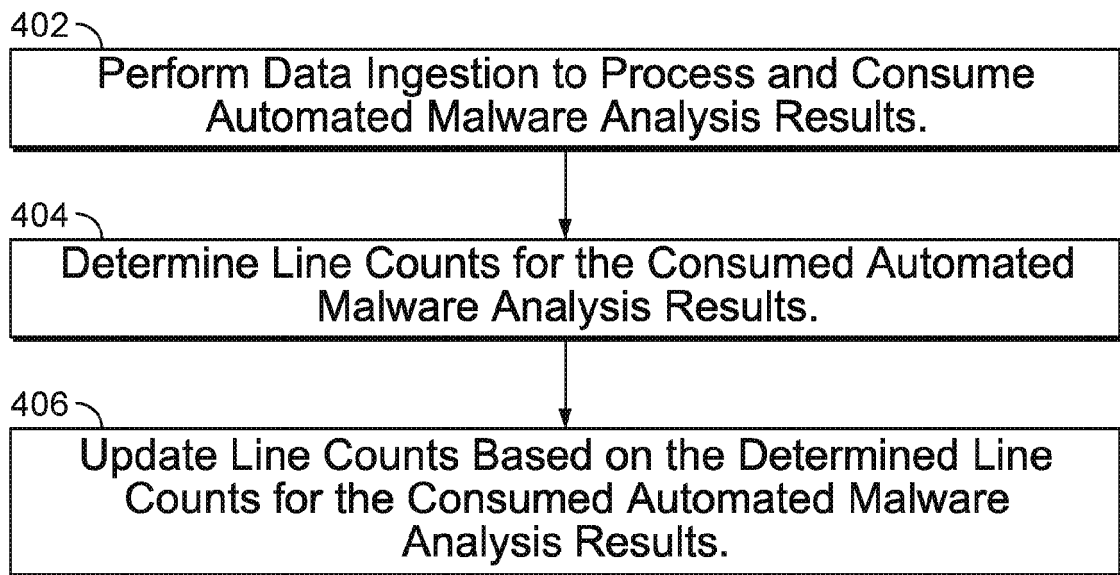 402
Perform Data Ingestion to Process and Consume
Automated Malware Analysis Results.
404
Determine Line Counts for the Consumed Automated
Malware Analysis Results.
406
Update Line Counts Based on the Determined Line
Counts for the Consumed Automated Malware
Analysis Results.